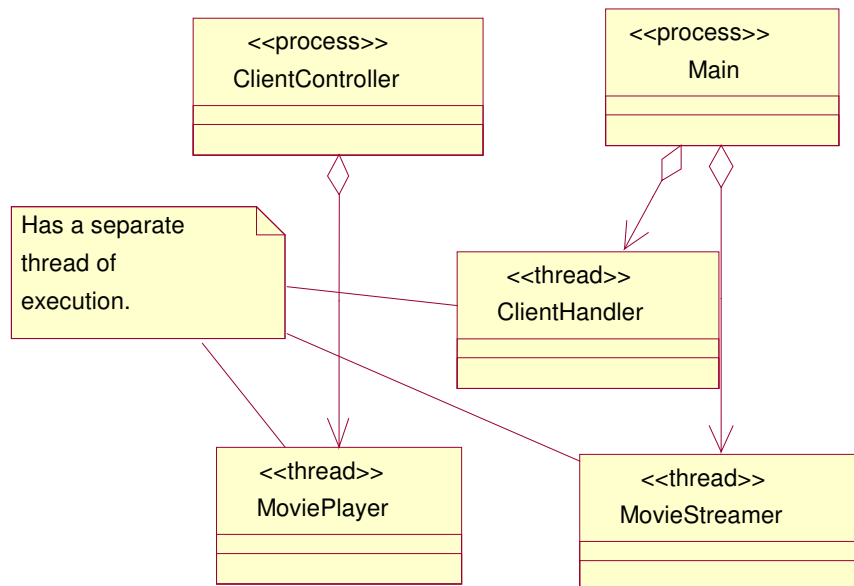 <<process>>
ClientController
<<process>>
Main
Has a separate
thread of
execution.
<<thread>>
ClientHandler
<<thread>>
MoviePlayer
<<thread>>
MovieStreamer